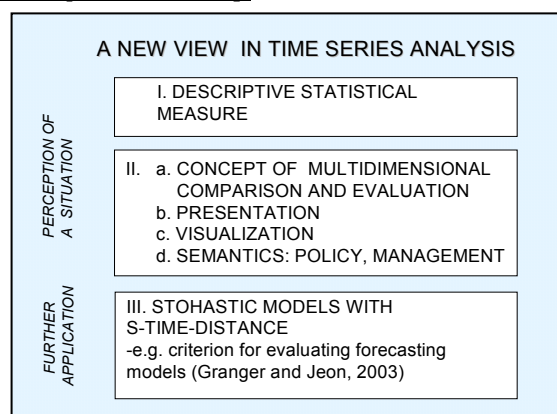 A NEW VIEW IN TIME SERIES ANALYSIS
PERCEPTION OF
A SITUATION
I. DESCRIPTIVE STATISTICAL
MEASURE
II. a. CONCEPT OF MULTIDIMENSIONAL
COMPARISON AND EVALUATION
b. PRESENTATION
c. VISUALIZATION
d. SEMANTICS: POLICY, MANAGEMENT
FURTHER
APPLICATION
III. STOHASTIC MODELS WITH
S-TIME-DISTANCE
-e.g. criterion for evaluating forecasting
models (Granger and Jeon, 2003)